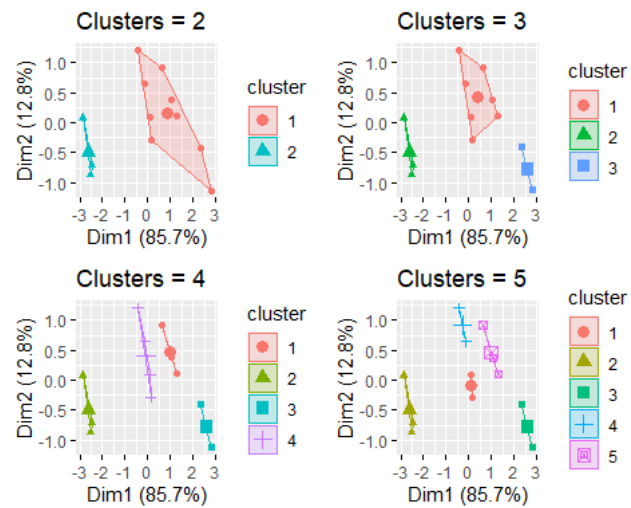 Clusters = 2
Dim2 (12.8%)
1.0
0.5
0.0
-0.5
-1.0
-3 -2 -1 0 1 2 3
Dim1 (85.7%)
cluster
1
2
Clusters = 3
Dim2 (12.8%)
1.0
0.5
0.0
-0.5
-1.0
-3 -2 -1 0 1 2 3
Dim1 (85.7%)
cluster
1
2
3
Clusters = 4
Dim2 (12.8%)
1.0
0.5
0.0
-0.5
-1.0
-3 -2 -1 0 1 2 3
Dim1 (85.7%)
cluster
1
2
3
4
Clusters = 5
Dim2 (12.8%)
1.0
0.5
0.0
-0.5
-1.0
-3 -2 -1 0 1 2 3
Dim1 (85.7%)
cluster
1
2
3
4
5